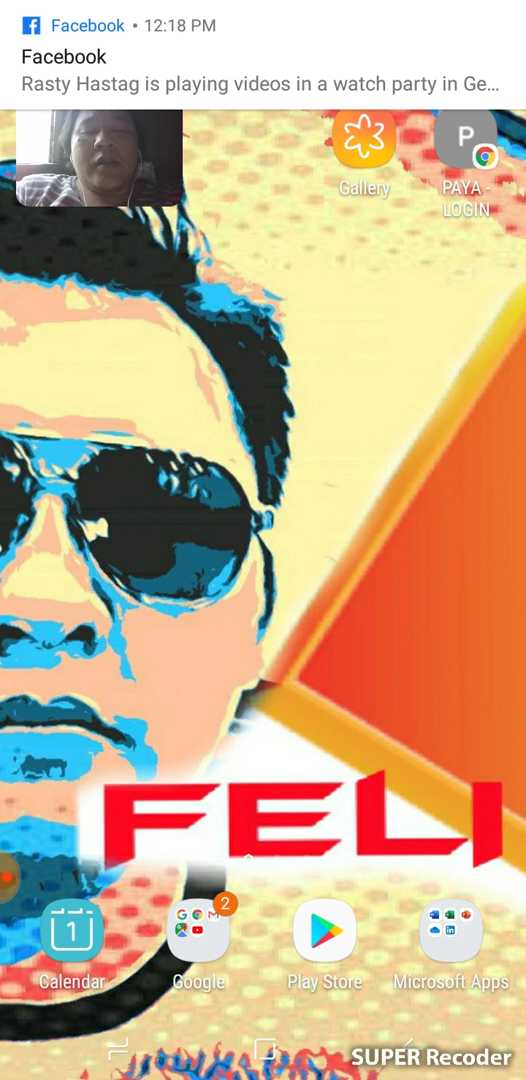 Facebook • 12:18 PM
Facebook
Rasty Hastag is playing videos in a watch party in Ge...
P
Gallery
PAYA -
LOGIN
FELI
1
2
Calendar
Google
Play Store
Microsoft Apps
SUPER Recoder